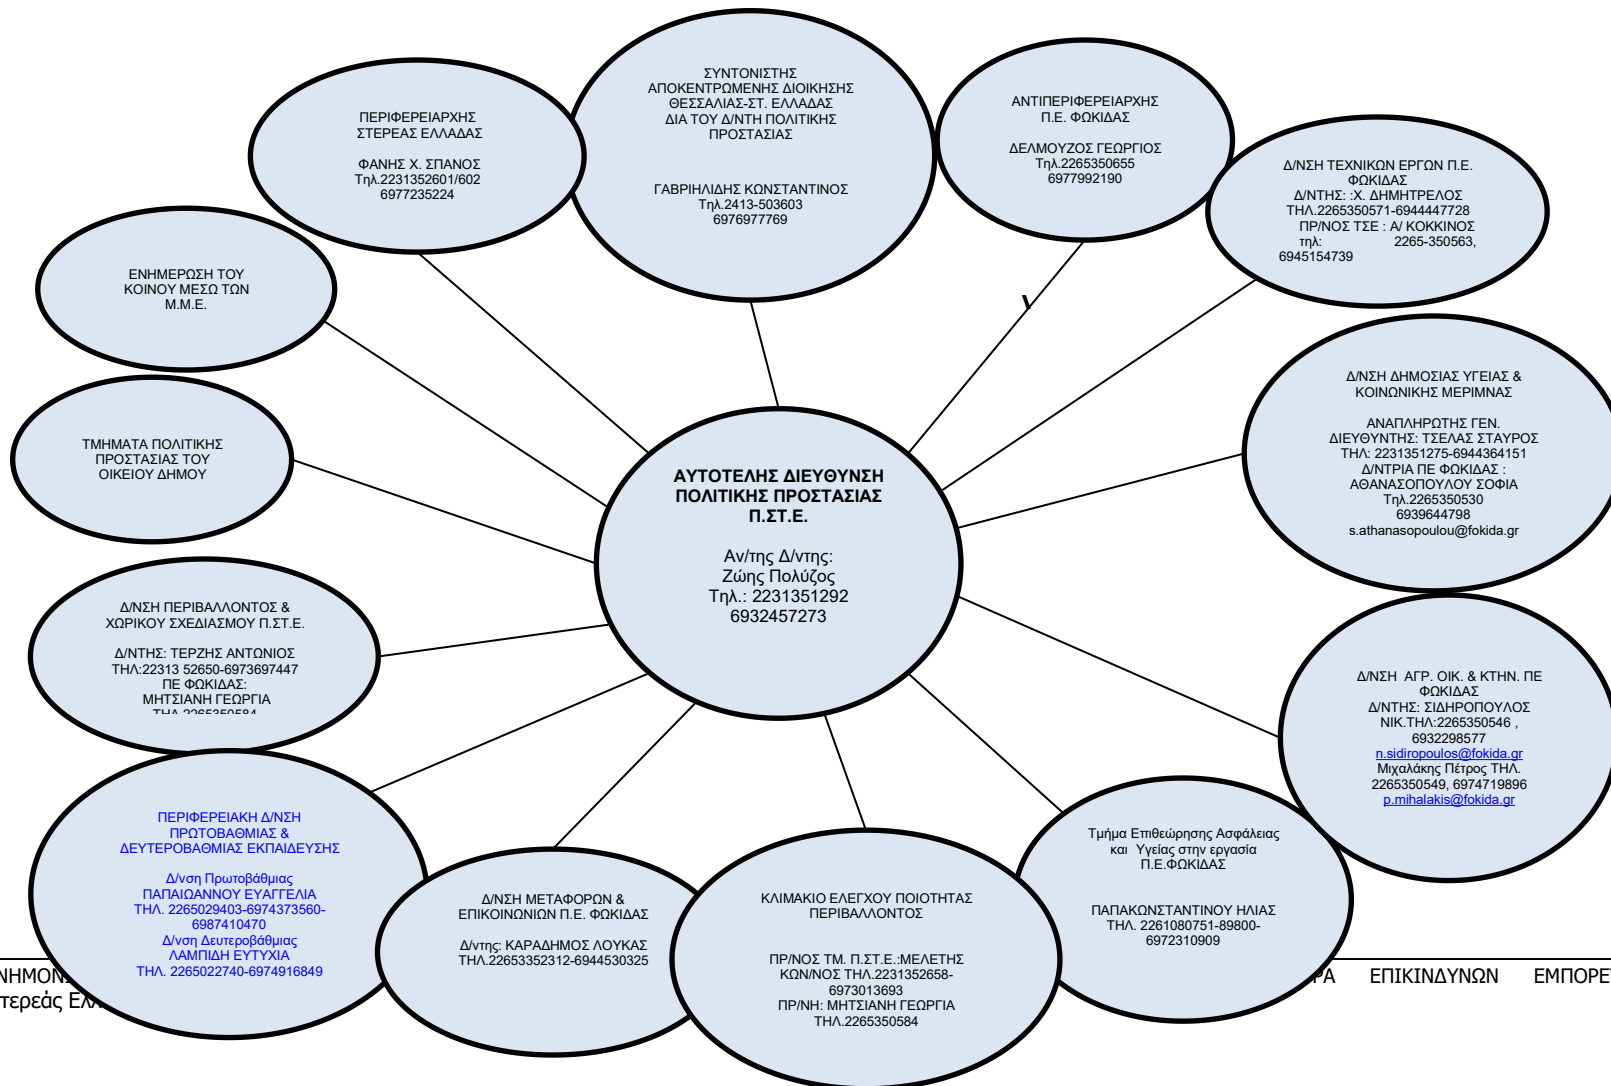 ΣΥΝΤΟΝΙΣΤΗΣ
ΑΠΟΚΕΝΤΡΩΜΕΝΗΣ ΔΙΟΙΚΗΣΗΣ
ΘΕΣΣΑΛΙΑΣ-ΣΤ. ΕΛΛΑΔΑΣ
ΔΙΑ ΤΟΥ Δ/ΝΤΗ ΠΟΛΙΤΙΚΗΣ
ΠΡΟΣΤΑΣΙΑΣ
ΓΑΒΡΙΗΛΙΔΗΣ ΚΩΝΣΤΑΝΤΙΝΟΣ
Τηλ.2413-503603
6976977769
ΠΕΡΙΦΕΡΕΙΑΡΧΗΣ
ΣΤΕΡΕΑΣ ΕΛΛΑΔΑΣ
ΦΑΝΗΣ Χ. ΣΠΑΝΟΣ
Τηλ.2231352601/602
6977235224
ΑΝΤΙΠΕΡΙΦΕΡΕΙΑΡΧΗΣ
Π.Ε. ΦΩΚΙΔΑΣ
ΔΕΛΜΟΥΖΟΣ ΓΕΩΡΓΙΟΣ
Τηλ.2265350655
6977992190
Δ/ΝΣΗ ΤΕΧΝΙΚΩΝ ΕΡΓΩΝ Π.Ε.
ΦΩΚΙΔΑΣ
Δ/ΝΤΗΣ: :Χ. ΔΗΜΗΤΡΕΛΟΣ
ΤΗΛ.2265350571-6944447728
ΠΡ/ΝΟΣ ΤΣΕ : Α/ ΚΟΚΚΙΝΟΣ
τηλ: 2265-350563,
6945154739
ΕΝΗΜΕΡΩΣΗ ΤΟΥ
ΚΟΙΝΟΥ ΜΕΣΩ ΤΩΝ
Μ.Μ.Ε.
Δ/ΝΣΗ ΔΗΜΟΣΙΑΣ ΥΓΕΙΑΣ &
ΚΟΙΝΩΝΙΚΗΣ ΜΕΡΙΜΝΑΣ
ΑΝΑΠΛΗΡΩΤΗΣ ΓΕΝ.
ΔΙΕΥΘΥΝΤΗΣ: ΤΣΕΛΑΣ ΣΤΑΥΡΟΣ
ΤΗΛ: 2231351275-6944364151
Δ/ΝΤΡΙΑ ΠΕ ΦΩΚΙΔΑΣ :
ΑΘΑΝΑΣΟΠΟΥΛΟΥ ΣΟΦΙΑ
Τηλ.2265350530
6939644798
s.athanasopoulou@fokida.gr
ΤΜΗΜΑΤΑ ΠΟΛΙΤΙΚΗΣ
ΠΡΟΣΤΑΣΙΑΣ ΤΟΥ
ΟΙΚΕΙΟΥ ΔΗΜΟΥ
ΑΥΤΟΤΕΛΗΣ ΔΙΕΥΘΥΝΣΗ
ΠΟΛΙΤΙΚΗΣ ΠΡΟΣΤΑΣΙΑΣ
Π.ΣΤ.Ε.
Αν/της Δ/ντης:
Ζώης Πολύζος
Τηλ.: 2231351292
6932457273
Δ/ΝΣΗ ΠΕΡΙΒΑΛΛΟΝΤΟΣ &
ΧΩΡΙΚΟΥ ΣΧΕΔΙΑΣΜΟΥ Π.ΣΤ.Ε.
Δ/ΝΤΗΣ: ΤΕΡΖΗΣ ΑΝΤΩΝΙΟΣ
ΤΗΛ:22313 52650-6973697447
ΠΕ ΦΩΚΙΔΑΣ:
ΜΗΤΣΙΑΝΗ ΓΕΩΡΓΙΑ
ΤΗΛ.2265350584
Δ/ΝΣΗ ΑΓΡ. ΟΙΚ. & ΚΤΗΝ. ΠΕ
ΦΩΚΙΔΑΣ
Δ/ΝΤΗΣ: ΣΙΔΗΡΟΠΟΥΛΟΣ
ΝΙΚ.ΤΗΛ:2265350546 ,
6932298577
n.sidiropoulos@fokida.gr
Μιχαλάκης Πέτρος ΤΗΛ.
2265350549, 6974719896
p.mihalakis@fokida.gr
ΠΕΡΙΦΕΡΕΙΑΚΗ Δ/ΝΣΗ
ΠΡΩΤΟΒΑΘΜΙΑΣ &
ΔΕΥΤΕΡΟΒΑΘΜΙΑΣ ΕΚΠΑΙΔΕΥΣΗΣ
Δ/νση Πρωτοβάθμιας
ΠΑΠΑΙΩΑΝΝΟΥ ΕΥΑΓΓΕΛΙΑ
ΤΗΛ. 2265029403-6974373560-
6987410470
Δ/νση Δευτεροβάθμιας
ΛΑΜΠΙΔΗ ΕΥΤΥΧΙΑ
ΤΗΛ. 2265022740-6974916849
Δ/ΝΣΗ ΜΕΤΑΦΟΡΩΝ &
ΕΠΙΚΟΙΝΩΝΙΩΝ Π.Ε. ΦΩΚΙΔΑΣ
Δ/ντης: ΚΑΡΑΔΗΜΟΣ ΛΟΥΚΑΣ
ΤΗΛ.22653352312-6944530325
ΚΛΙΜΑΚΙΟ ΕΛΕΓΧΟΥ ΠΟΙΟΤΗΤΑΣ
ΠΕΡΙΒΑΛΛΟΝΤΟΣ
ΠΡ/ΝΟΣ ΤΜ. Π.ΣΤ.Ε.:ΜΕΛΕΤΗΣ
ΚΩΝ/ΝΟΣ ΤΗΛ.2231352658-
6973013693
ΠΡ/ΝΗ: ΜΗΤΣΙΑΝΗ ΓΕΩΡΓΙΑ
ΤΗΛ.2265350584
Τμήμα Επιθεώρησης Ασφάλειας
και Υγείας στην εργασία
Π.Ε.ΦΩΚΙΔΑΣ
ΠΑΠΑΚΩΝΣΤΑΝΤΙΝΟΥ ΗΛΙΑΣ
ΤΗΛ. 2261080751-89800-
6972310909
ΕΠΙΚΙΝΔΥΝΩΝ
τερεάς